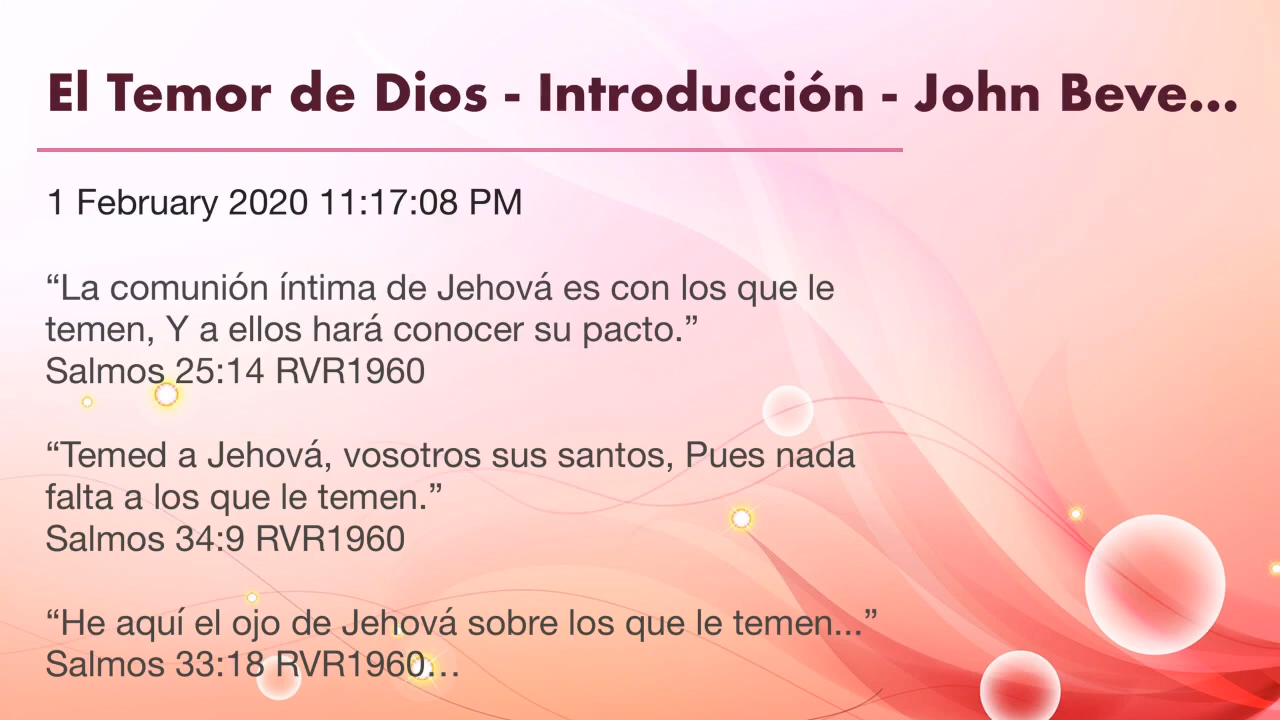 El Temor de Dios - Introducción - John Beve...
1 February 2020 11:17:08 PM
“La comunión íntima de Jehová es con los que le
temen, Y a ellos hará conocer su pacto.”
Salmos 25:14 RVR1960
“Temed a Jehová, vosotros sus santos, Pues nada
falta a los que le temen.”
Salmos 34:9 RVR1960
“He aquí el ojo de Jehová sobre los que le temen...”
Salmos 33:18 RVR1960…